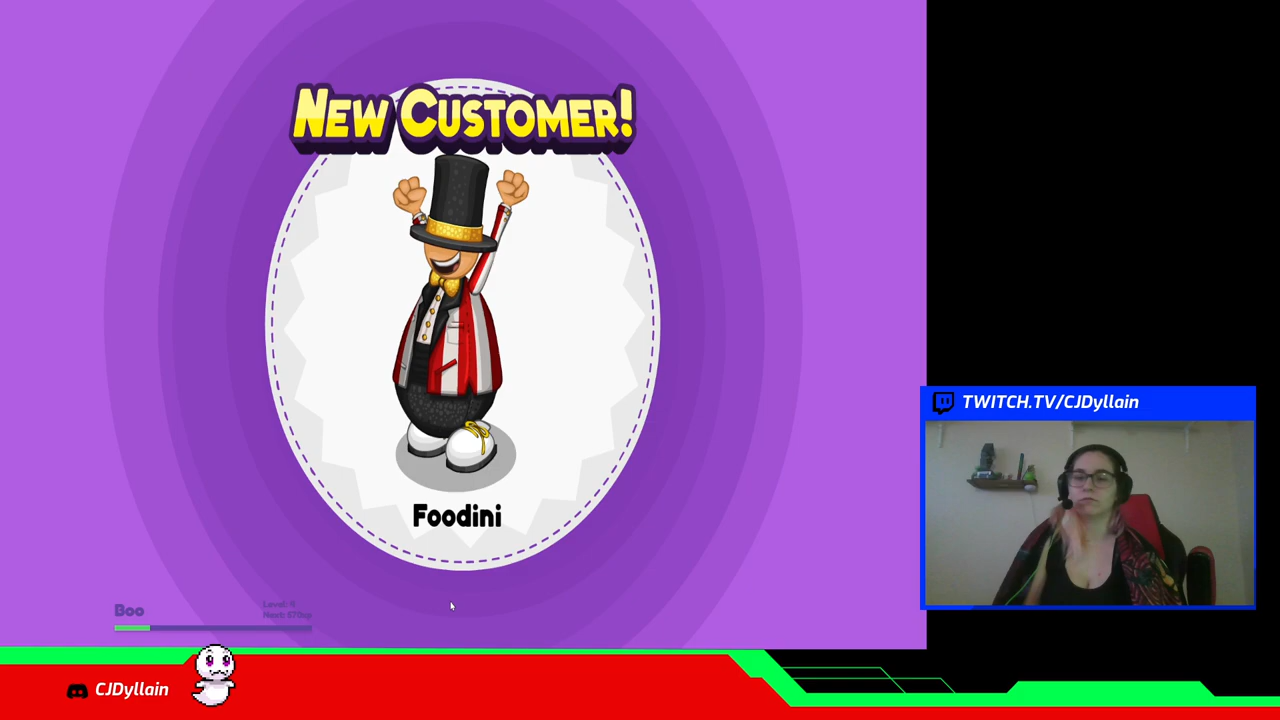 NEW CUSTOMER!
Foodini
TWITCH.TV/CJDyllain
Boo
CJDyllain